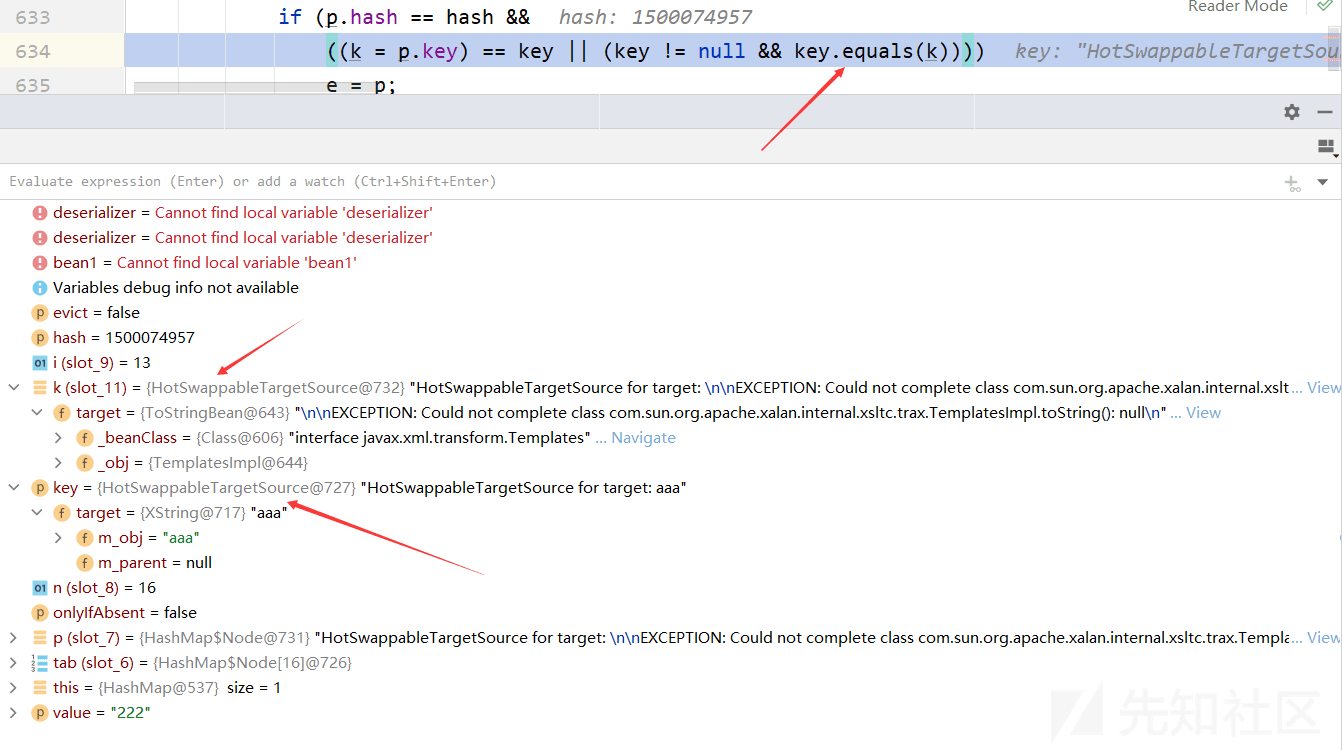 Reader Mode
633 if (p.hash == hash && hash: 1500074957
634 ((k = p.key) == key || (key != null && key.equals(k)))) key: "HotSwappableTargetSou
635 e = p;
Evaluate expression (Enter) or add a watch (Ctrl+Shift+Enter)
deserializer = Cannot find local variable 'deserializer'
deserializer = Cannot find local variable 'deserializer'
bean1 = Cannot find local variable 'bean1'
Variables debug info not available
p evict = false
p hash = 1500074957
01 i (slot_9) = 13
k (slot_11) = {HotSwappableTargetSource@732} "HotSwappableTargetSource for target: \n\nEXCEPTION: Could not complete class com.sun.org.apache.xalan.internal.xslt... View
f target = {ToStringBean@643} "\n\nEXCEPTION: Could not complete class com.sun.org.apache.xalan.internal.xsltc.trax.TemplatesImpl.toString(): null\n" ... View
f _beanClass = {Class@606} "interface javax.xml.transform.Templates" ... Navigate
f _obj = {TemplatesImpl@644}
p key = {HotSwappableTargetSource@727} "HotSwappableTargetSource for target: aaa"
f target = {XString@717} "aaa"
f m_obj = "aaa"
f m_parent = null
01 n (slot_8) = 16
p onlyIfAbsent = false
p (slot_7) = {HashMap$Node@731} "HotSwappableTargetSource for target: \n\nEXCEPTION: Could not complete class com.sun.org.apache.xalan.internal.xsltc.trax.Templa... View
tab (slot_6) = {HashMap$Node[16]@726}
this = {HashMap@537} size = 1
p value = "222"
先知社区